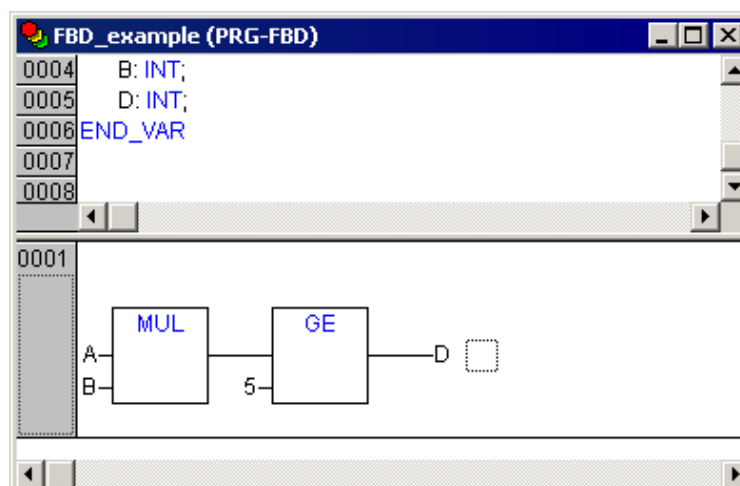 FBD_example (PRG-FBD)
0004 B: INT;
0005 D: INT;
0006 END_VAR
0007
0008
0001
MUL GE
A D
B 5